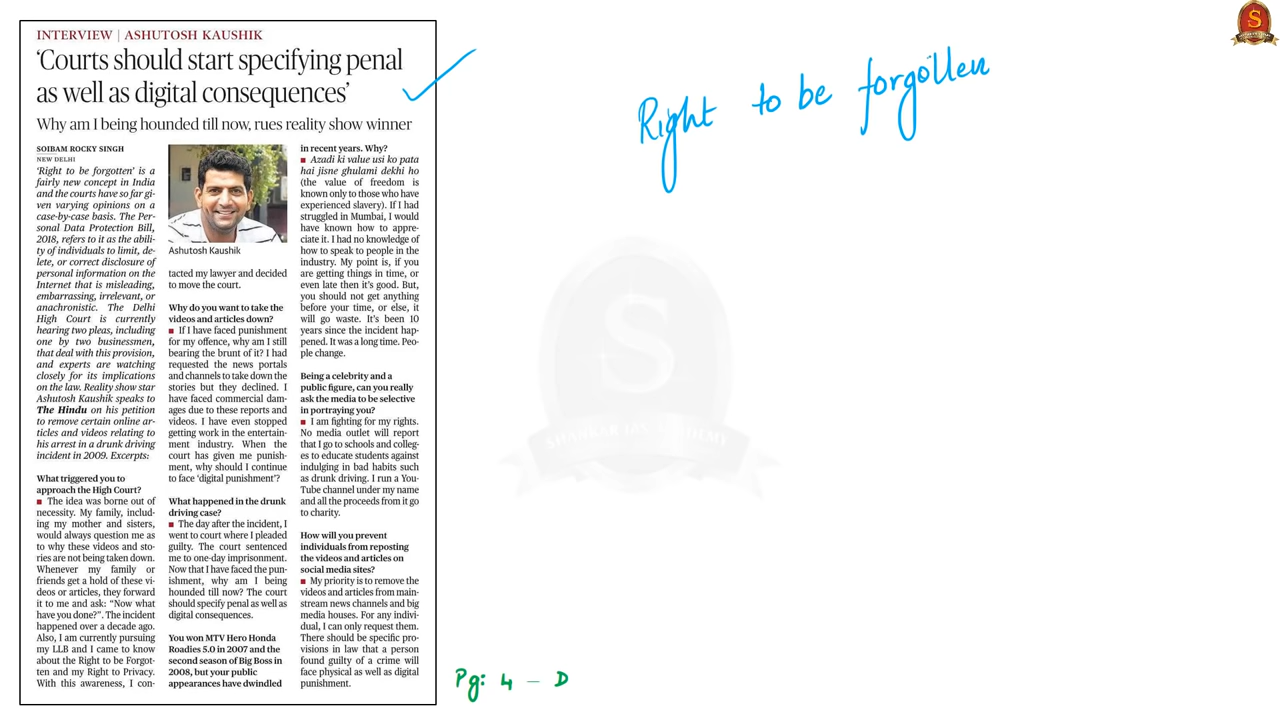 INTERVIEW | ASHUTOSH KAUSHIK
‘Courts should start specifying penal
as well as digital consequences’
Why am I being hounded till now, rues reality show winner
SOIBAM ROCKY SINGH
NEW DELHI
‘Right to be forgotten’ is a
fairly new concept in India
and the courts have so far gi-
ven varying opinions on a
case-by-case basis. The Per-
sonal Data Protection Bill,
2018, refers to it as the abili-
ty of individuals to limit, de-
lete, or correct disclosure of
personal information on the
Internet that is misleading,
embarrassing, irrelevant, or
anachronistic. The Delhi
High Court is currently
hearing two pleas, including
one by two businessmen,
that deal with this provision,
and experts are watching
closely for its implications
on the law. Reality show star
Ashutosh Kaushik speaks to
The Hindu on his petition
to remove certain online ar-
ticles and videos relating to
his arrest in a drunk driving
incident in 2009. Excerpts:
What triggered you to
approach the High Court?
■ The idea was borne out of
necessity. My family, includ-
ing my mother and sisters,
would always question me as
to why these videos and sto-
ries are not being taken down.
Whenever my family or
friends get a hold of these vi-
deos or articles, they forward
it to me and ask: “Now what
have you done?”. The incident
happened over a decade ago.
Also, I am currently pursuing
my LLB and I came to know
about the Right to be Forgot-
ten and my Right to Privacy.
With this awareness, I con-
Ashutosh Kaushik
tacted my lawyer and decided
to move the court.
Why do you want to take the
videos and articles down?
■ If I have faced punishment
for my offence, why am I still
bearing the brunt of it? I had
requested the news portals
and channels to take down the
stories but they declined. I
have faced commercial dam-
ages due to these reports and
videos. I have even stopped
getting work in the entertain-
ment industry. When the
court has given me punish-
ment, why should I continue
to face ‘digital punishment’?
What happened in the drunk
driving case?
■ The day after the incident, I
went to court where I pleaded
guilty. The court sentenced
me to one-day imprisonment.
Now that I have faced the pun-
ishment, why am I being
hounded till now? The court
should specify penal as well as
digital consequences.
You won MTV Hero Honda
Roadies 5.0 in 2007 and the
second season of Big Boss in
2008, but your public
appearances have dwindled
in recent years. Why?
■ Azadi ki value usi ko pata
hai jisne ghulami dekhi ho
(the value of freedom is
known only to those who have
experienced slavery). If I had
struggled in Mumbai, I would
have known how to appre-
ciate it. I had no knowledge of
how to speak to people in the
industry. My point is, if you
are getting things in time, or
even late then it’s good. But,
you should not get anything
before your time, or else, it
will go waste. It’s been 10
years since the incident hap-
pened. It was a long time. Peo-
ple change.
Being a celebrity and a
public figure, can you really
ask the media to be selective
in portraying you?
■ I am fighting for my rights.
No media outlet will report
that I go to schools and colleg-
es to educate students against
indulging in bad habits such
as drunk driving. I run a You-
Tube channel under my name
and all the proceeds from it go
to charity.
How will you prevent
individuals from reposting
the videos and articles on
social media sites?
■ My priority is to remove the
videos and articles from main-
stream news channels and big
media houses. For any indivi-
dual, I can only request them.
There should be specific pro-
visions in law that a person
found guilty of a crime will
face physical as well as digital
punishment.
Right to be forgotten
S
SHANKAR IAS ACADEMY
Pg: 4 - D